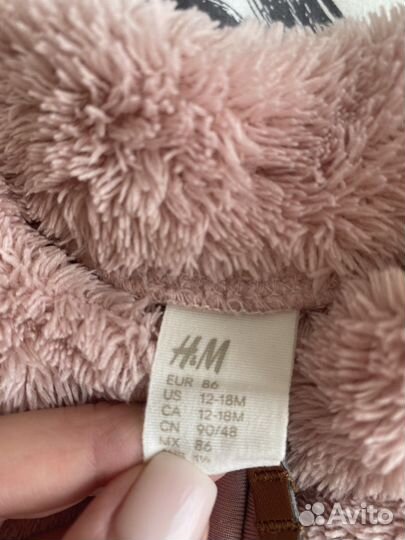 H&M
EUR 86
US 12-18M
CA 12-18M
CN 90/48
MX 86
Avito